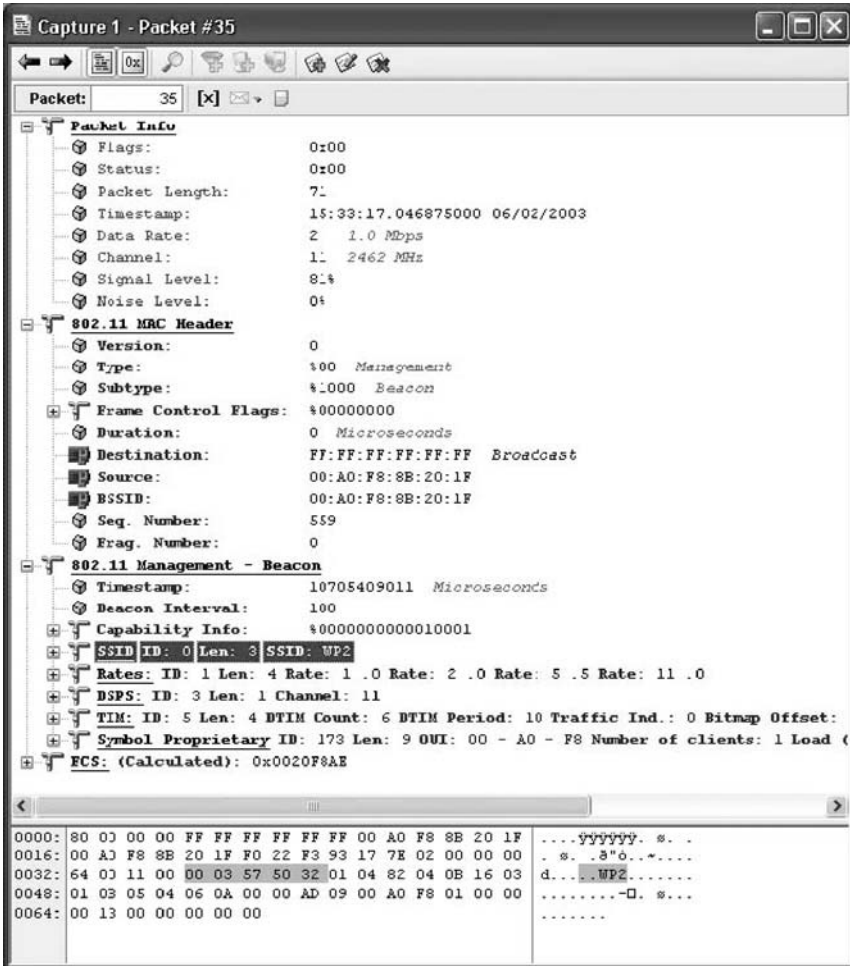 Capture 1 - Packet #35
0x
Packet: 35 [x]
Packet Info
Flags: 0x00
Status: 0x00
Packet Length: 71
Timestamp: 15:33:17.046875000 06/02/2003
Data Rate: 2 1.0 Mbps
Channel: 11 2462 MHz
Signal Level: 81%
Noise Level: 0%
802.11 MAC Header
Version: 0
Type: %00 Management
Subtype: %1000 Beacon
Frame Control Flags: %00000000
Duration: 0 Microseconds
Destination: FF:FF:FF:FF:FF:FF Broadcast
Source: 00:A0:F8:8B:20:1F
BSSID: 00:A0:F8:8B:20:1F
Seq. Number: 559
Frag. Number: 0
802.11 Management - Beacon
Timestamp: 10705409011 Microseconds
Beacon Interval: 100
Capability Info: %0000000000010001
SSID ID: 0 Len: 3 SSID: WP2
Rates: ID: 1 Len: 4 Rate: 1 .0 Rate: 2 .0 Rate: 5 .5 Rate: 11 .0
DSPS: ID: 3 Len: 1 Channel: 11
TIM: ID: 5 Len: 4 DTIM Count: 6 DTIM Period: 10 Traffic Ind.: 0 Bitmap Offset:
Symbol Proprietary ID: 173 Len: 9 OUI: 00 - A0 - F8 Number of clients: 1 Load (
FCS: (Calculated): 0x0020F8AE
0000: 80 00 00 00 FF FF FF FF FF FF 00 A0 F8 8B 20 1F ....ÿÿÿÿÿÿ. ø. .
0016: 00 A0 F8 8B 20 1F F0 22 F3 93 17 7E 02 00 00 00 . ø. .ð"ó..~....
0032: 64 00 11 00 00 03 57 50 32 01 04 82 04 0B 16 03 d.....WP2.......
0048: 01 03 05 04 06 0A 00 00 AD 09 00 A0 F8 01 00 00
0064: 00 13 00 00 00 00 00 .......